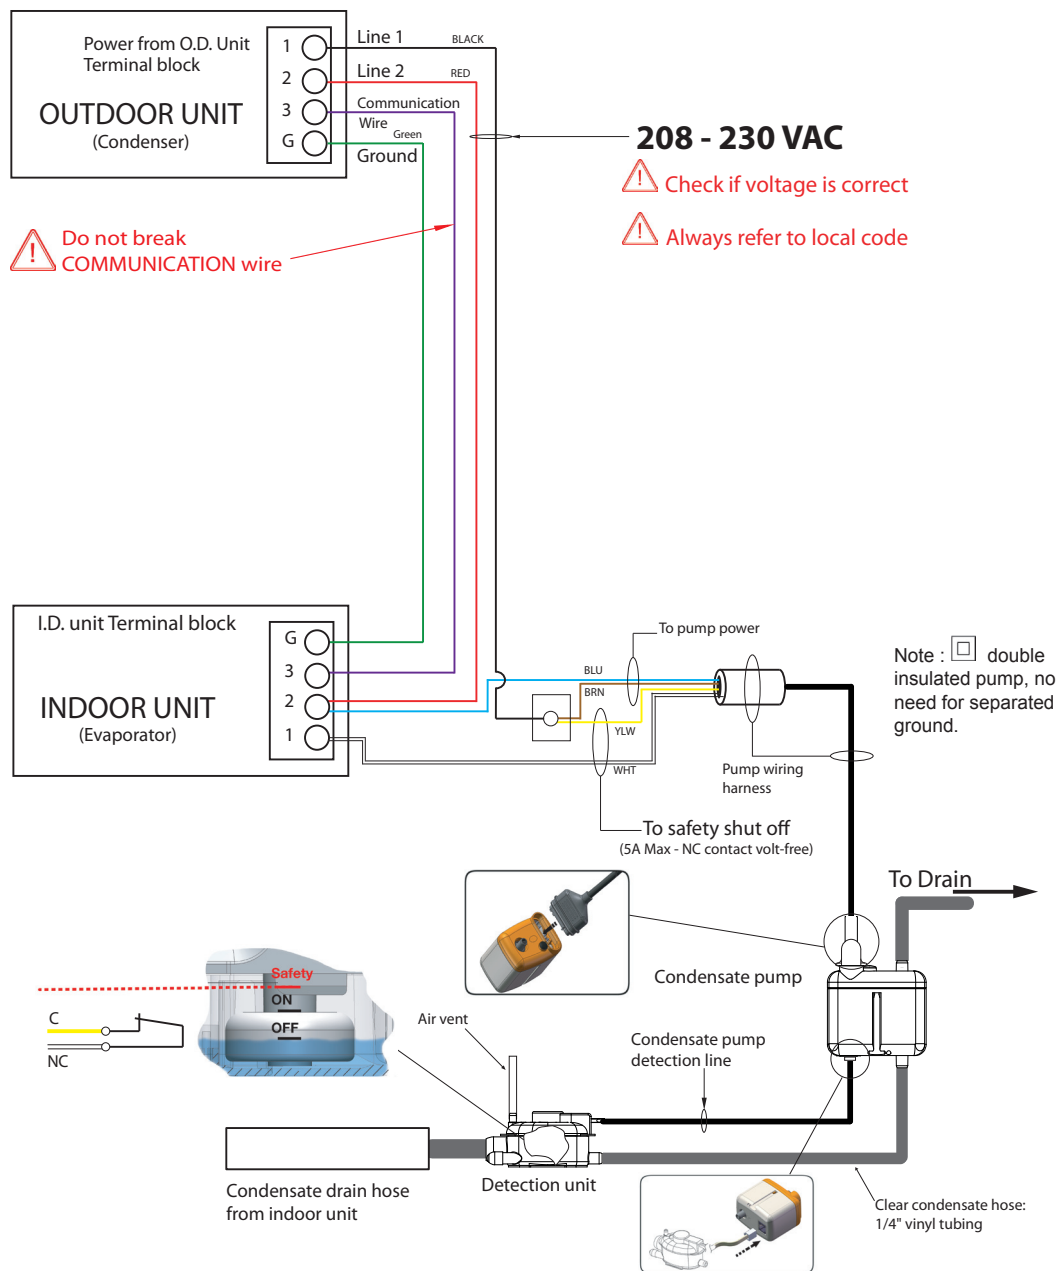 Power from O.D. Unit
Terminal block
OUTDOOR UNIT
(Condenser)
1
2
3
G
Line 1
BLACK
Line 2
RED
Communication
Wire
Green
Ground
208 - 230 VAC
! Check if voltage is correct
! Always refer to local code
! Do not break
COMMUNICATION wire
I.D. unit Terminal block
INDOOR UNIT
(Evaporator)
G
3
2
1
To pump power
BLU
BRN
YLW
WHT
Pump wiring
harness
Note : double
insulated pump, no
need for separated
ground.
To safety shut off
(5A Max - NC contact volt-free)
To Drain
Condensate pump
Safety
ON
OFF
C
NC
Air vent
Condensate pump
detection line
Condensate drain hose
from indoor unit
Detection unit
Clear condensate hose:
1/4" vinyl tubing